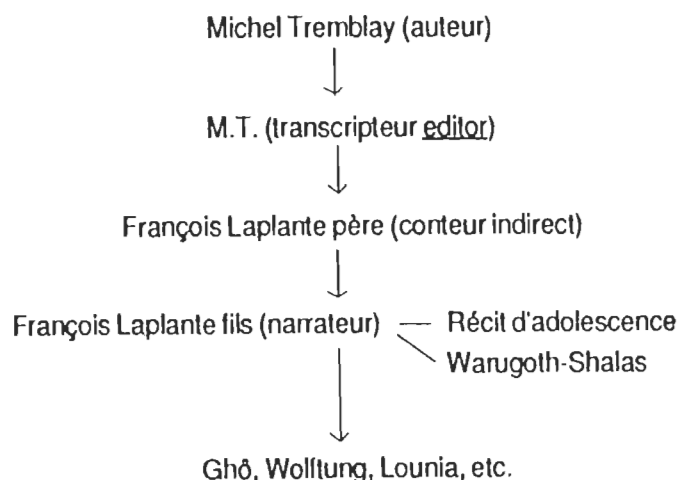 Michel Tremblay (auteur)
M.T. (transcripteur editor)
François Laplante père (conteur indirect)
François Laplante fils (narrateur) — Récit d'adolescence
Warugoth-Shalas
Ghô, Wolftung, Lounia, etc.